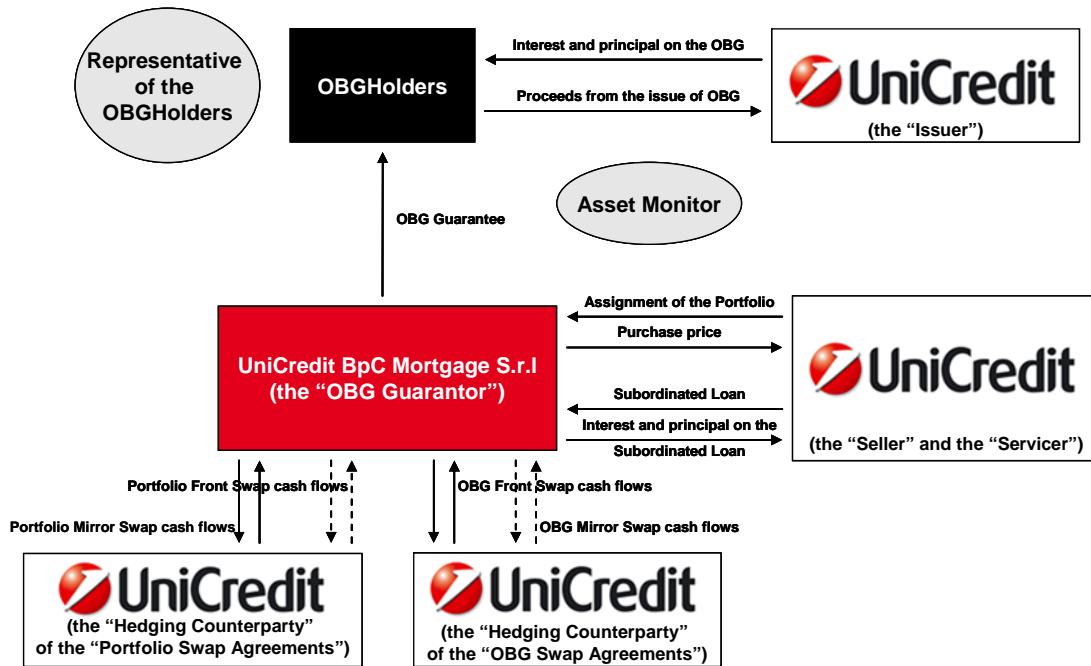 Representative
of the
OBGHolders
OBGHolders
Interest and principal on the OBG
Proceeds from the issue of OBG
UniCredit
(the “Issuer”)
OBG Guarantee
Asset Monitor
UniCredit BpC Mortgage S.r.l
(the “OBG Guarantor”)
Assignment of the Portfolio
Purchase price
Subordinated Loan
Interest and principal on the
Subordinated Loan
UniCredit
(the “Seller” and the “Servicer”)
Portfolio Front Swap cash flows
OBG Front Swap cash flows
Portfolio Mirror Swap cash flows
OBG Mirror Swap cash flows
UniCredit
(the “Hedging Counterparty”
of the “Portfolio Swap Agreements”)
UniCredit
(the “Hedging Counterparty”
of the “OBG Swap Agreements”)